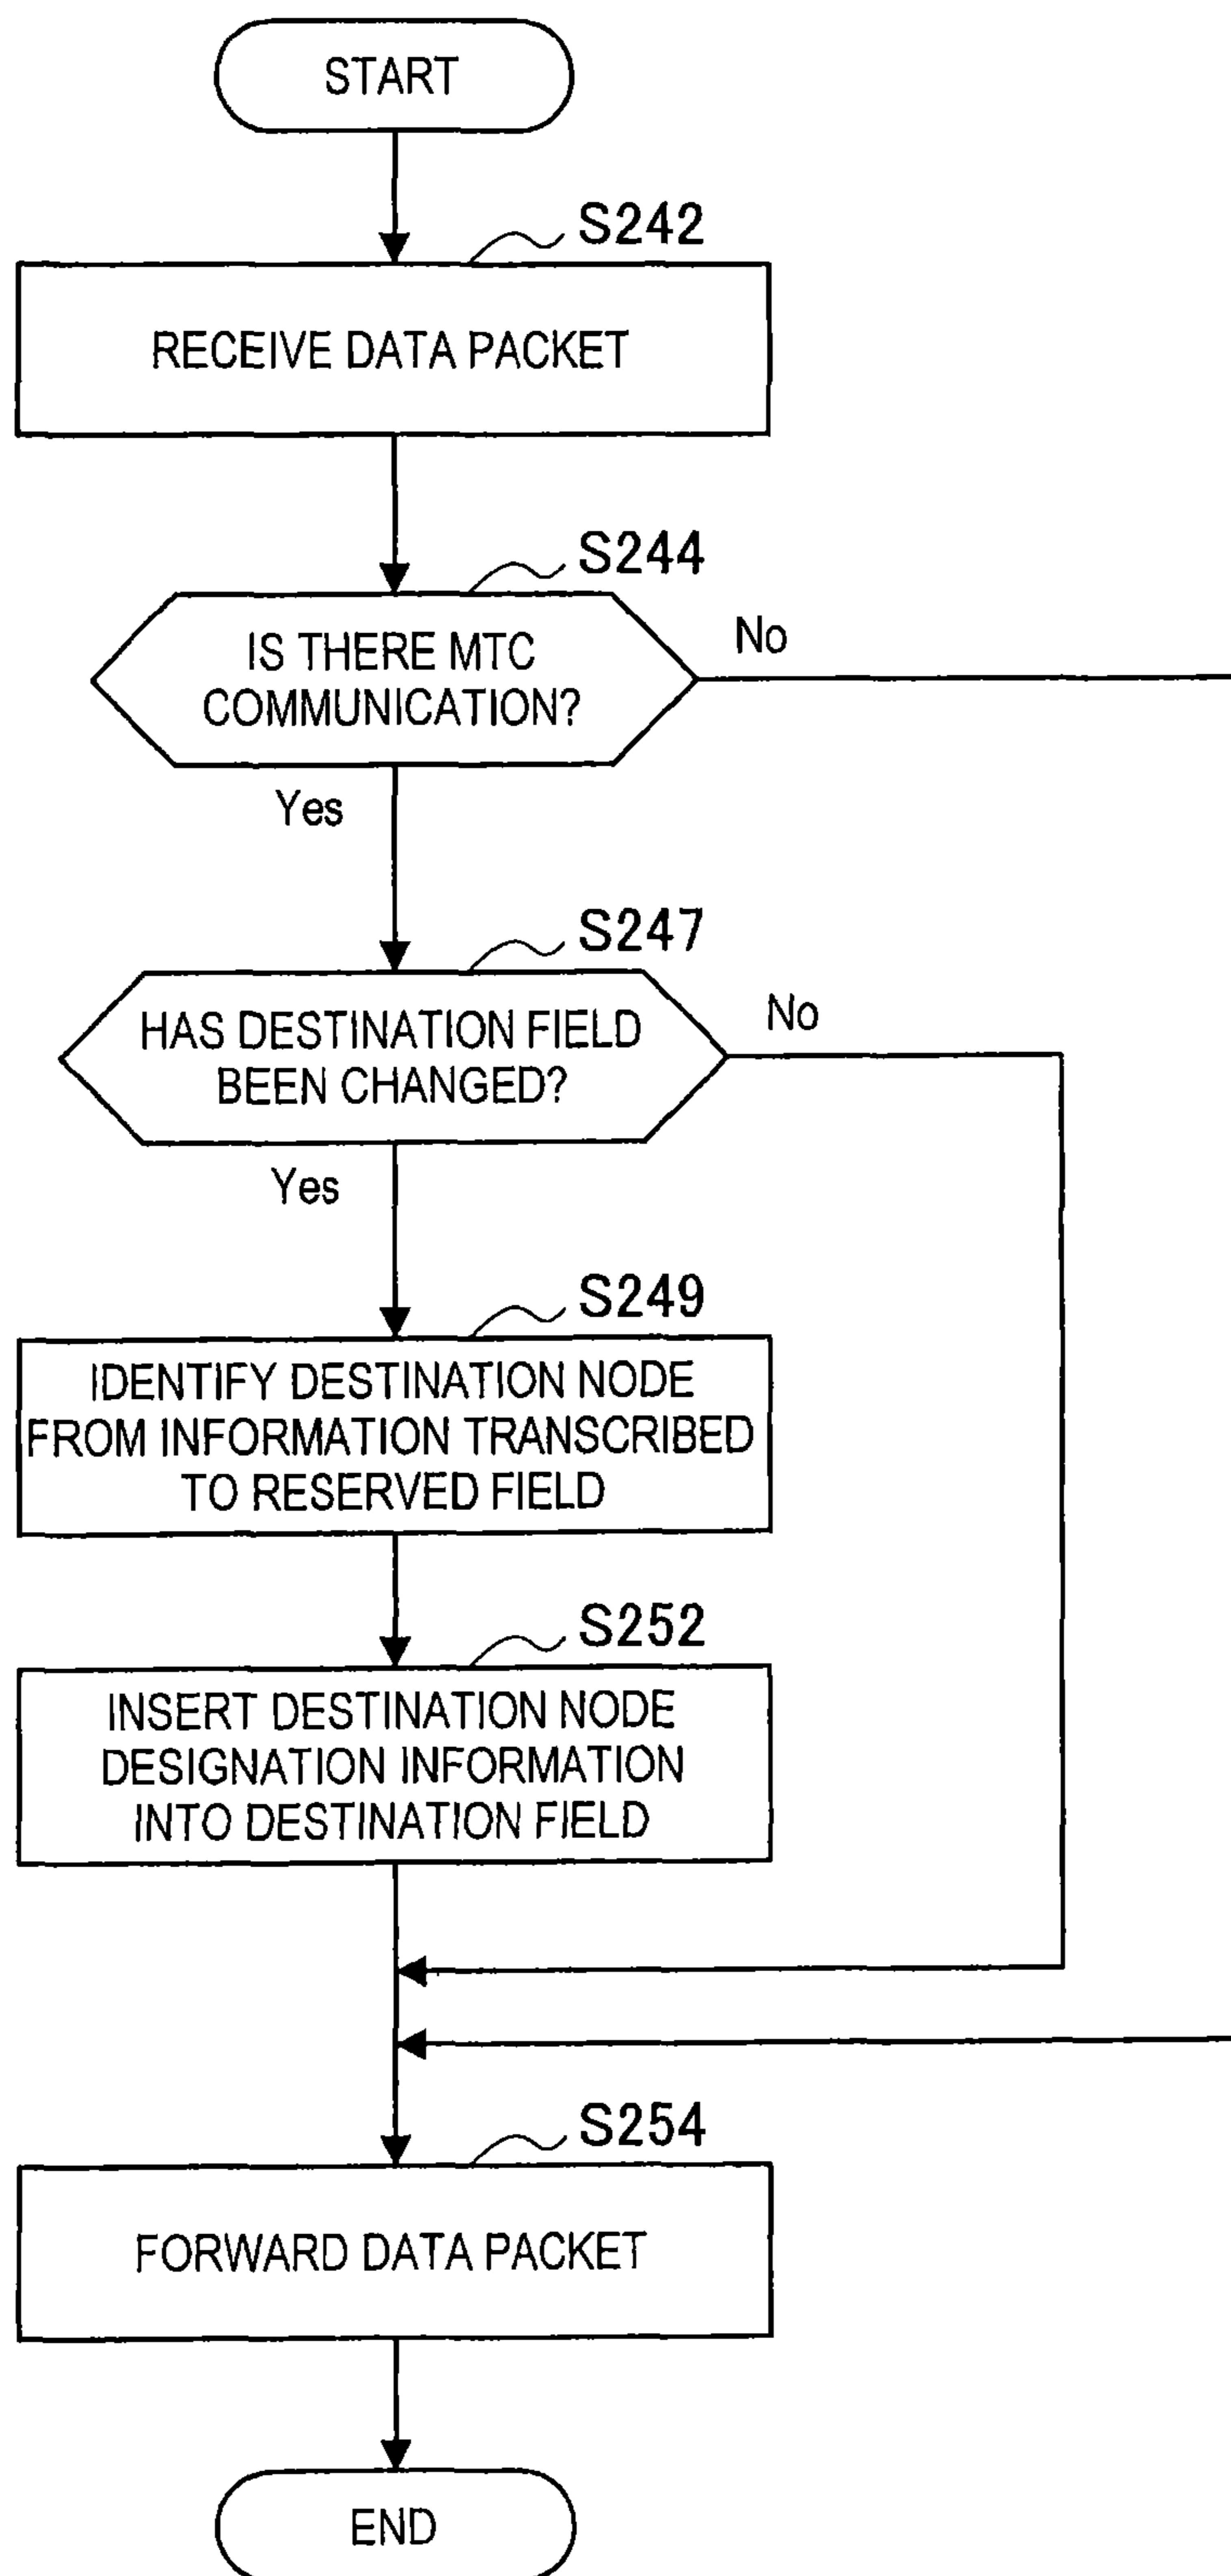 START
S242
RECEIVE DATA PACKET
S244
IS THERE MTC
COMMUNICATION?
No
Yes
S247
HAS DESTINATION FIELD
BEEN CHANGED?
No
Yes
S249
IDENTIFY DESTINATION NODE
FROM INFORMATION TRANSCRIBED
TO RESERVED FIELD
S252
INSERT DESTINATION NODE
DESIGNATION INFORMATION
INTO DESTINATION FIELD
S254
FORWARD DATA PACKET
END